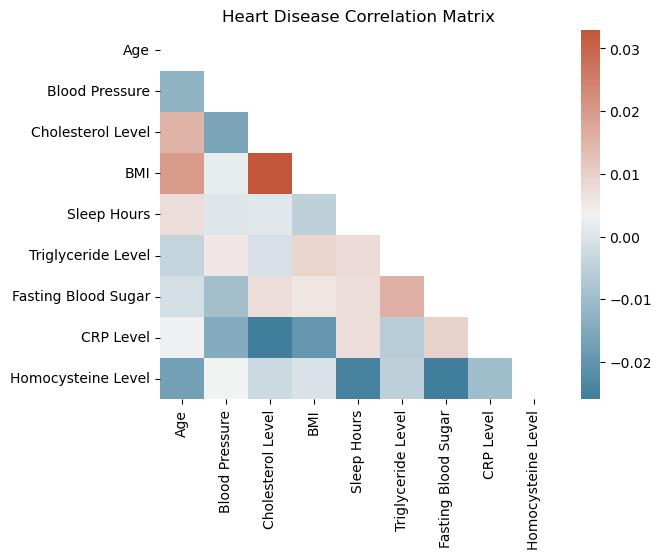 Heart Disease Correlation Matrix
Age
Blood Pressure
Cholesterol Level
BMI
Sleep Hours
Triglyceride Level
Fasting Blood Sugar
CRP Level
Homocysteine Level
Age
Blood Pressure
Cholesterol Level
BMI
Sleep Hours
Triglyceride Level
Fasting Blood Sugar
CRP Level
Homocysteine Level
0.03
0.02
0.01
0.00
−0.01
−0.02